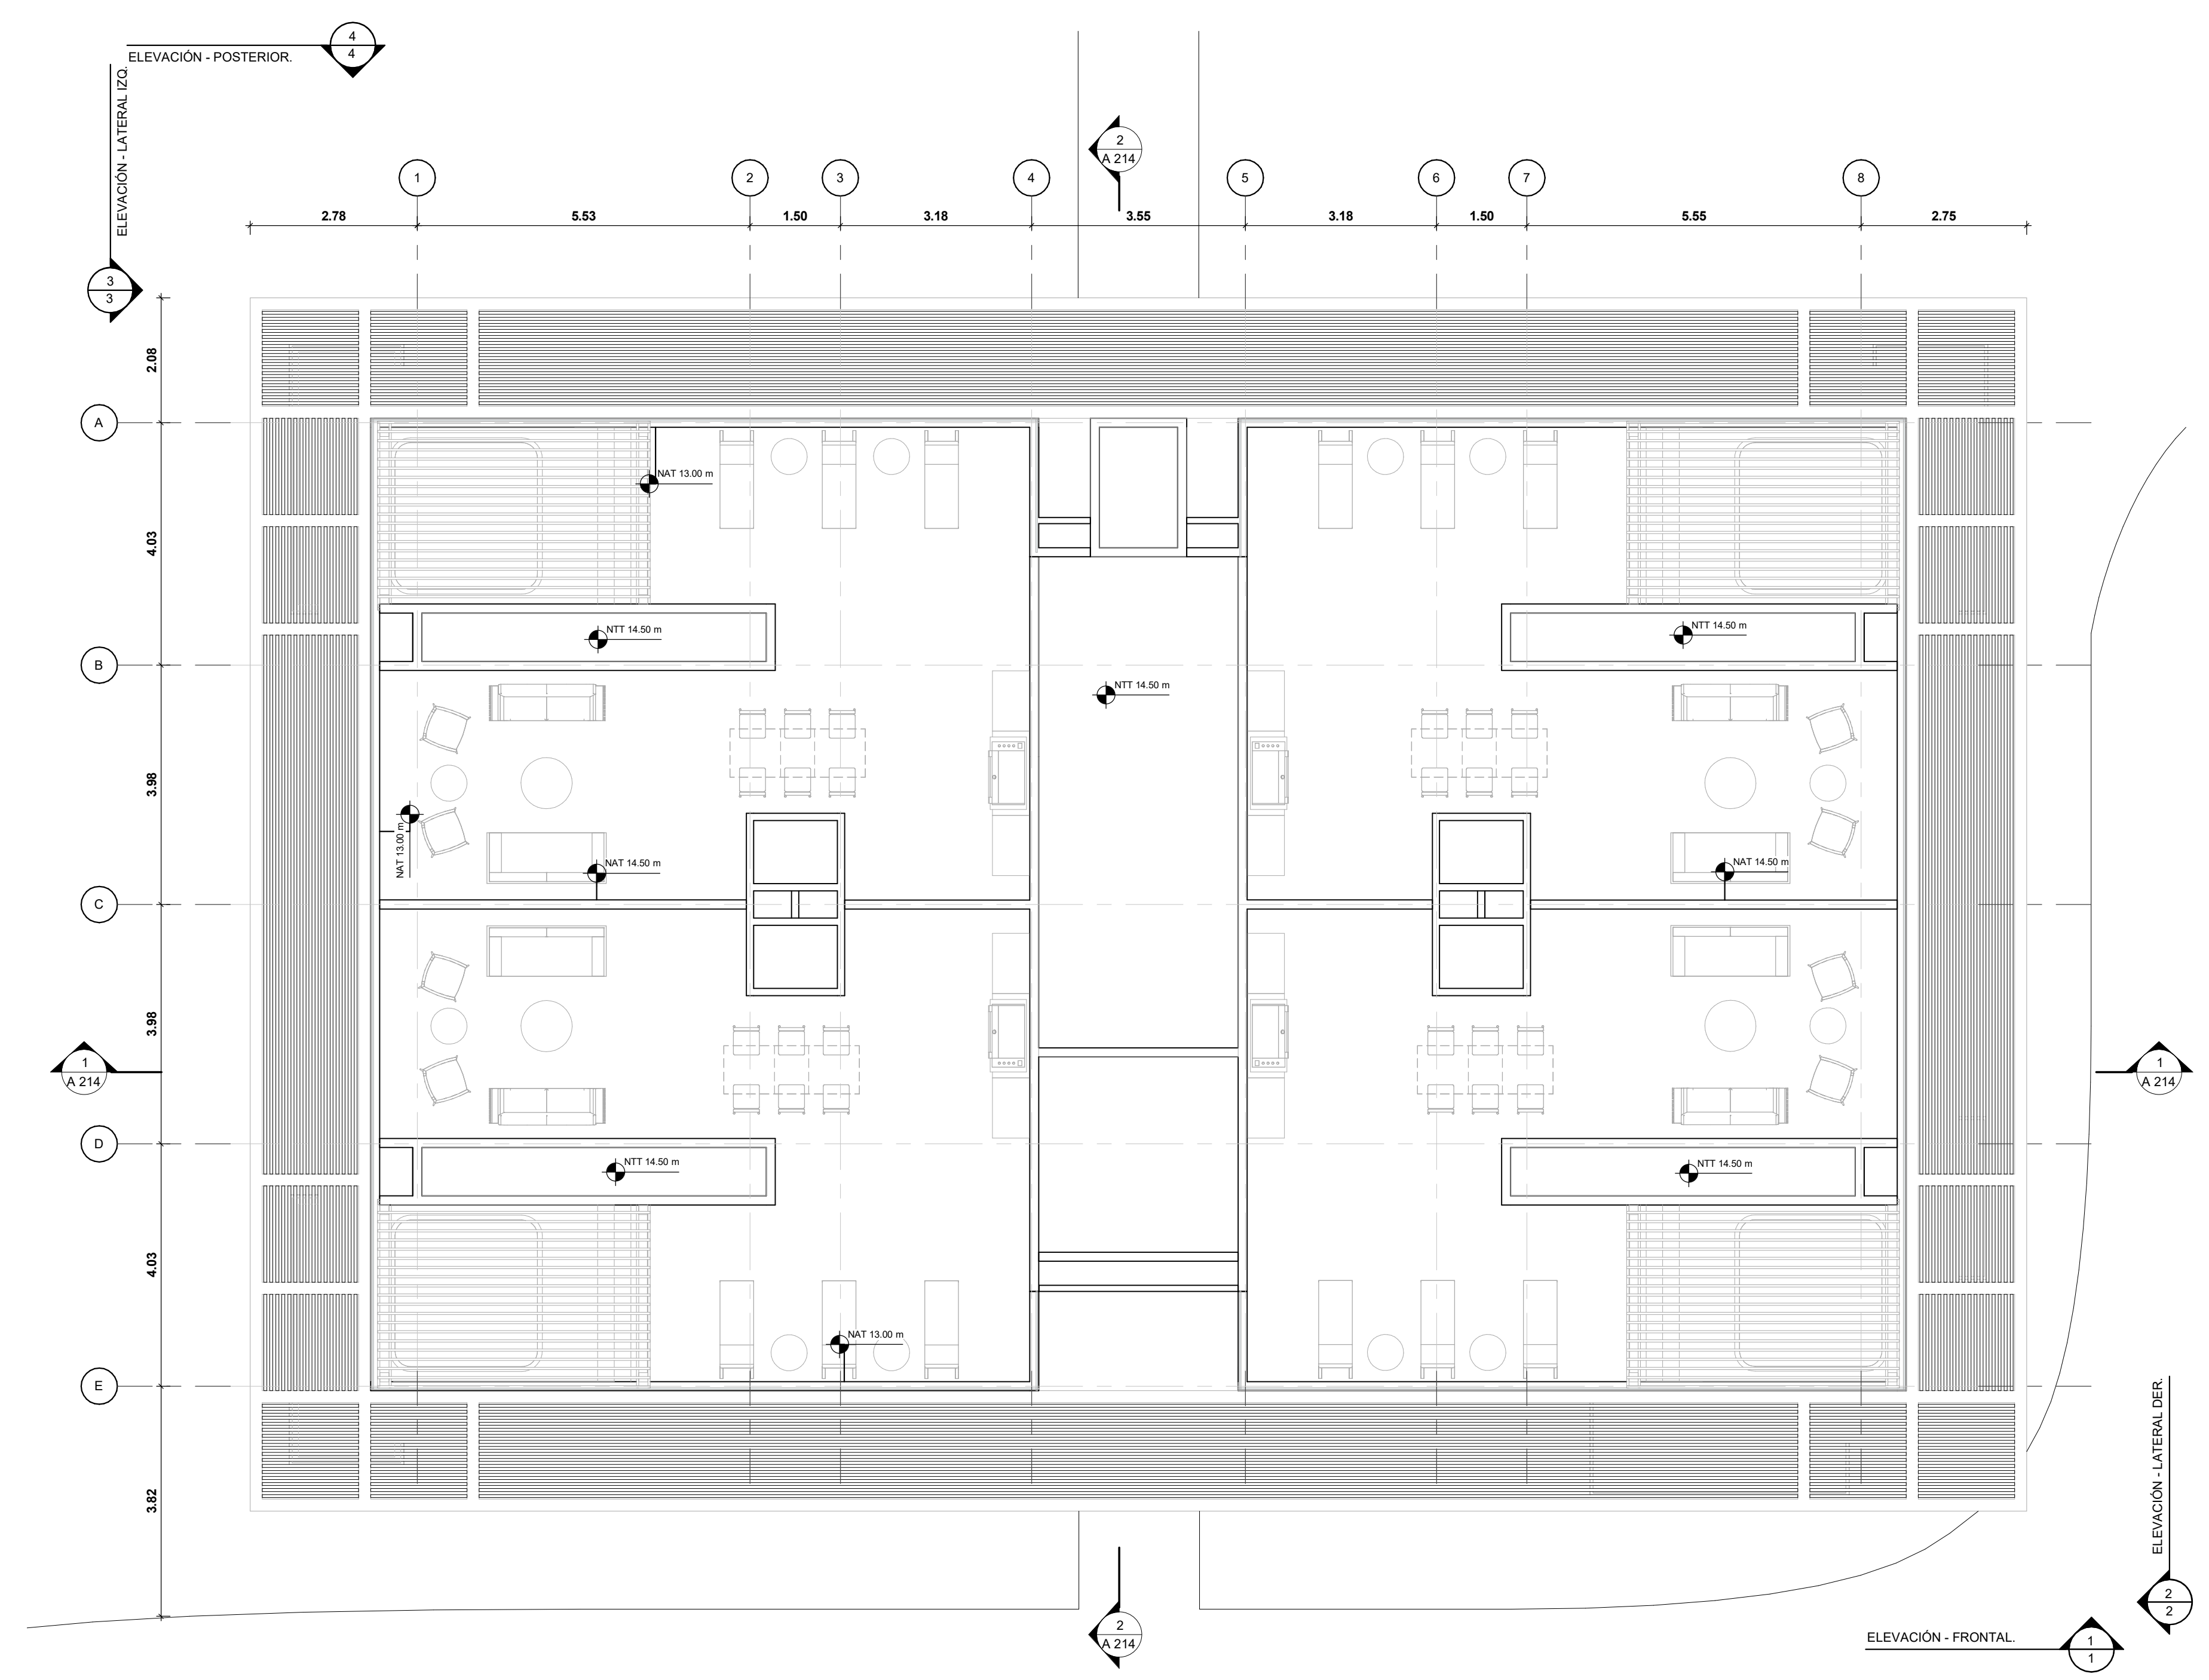 4
4
ELEVACIÓN - POSTERIOR.
ELEVACIÓN - LATERAL IZQ.
3
3
2
A 214
1
2
3
4
5
6
7
8
2.78
5.53
1.50
3.18
3.55
3.18
1.50
5.55
2.75
2.08
A
4.03
B
3.98
C
3.98
D
4.03
E
3.82
NAT 13.00 m
NTT 14.50 m
NTT 14.50 m
NTT 14.50 m
NAT 13.00 m
NAT 14.50 m
NAT 14.50 m
1
A 214
1
A 214
NTT 14.50 m
NTT 14.50 m
NAT 13.00 m
2
A 214
ELEVACIÓN - LATERAL DER.
2
2
ELEVACIÓN - FRONTAL.
1
1